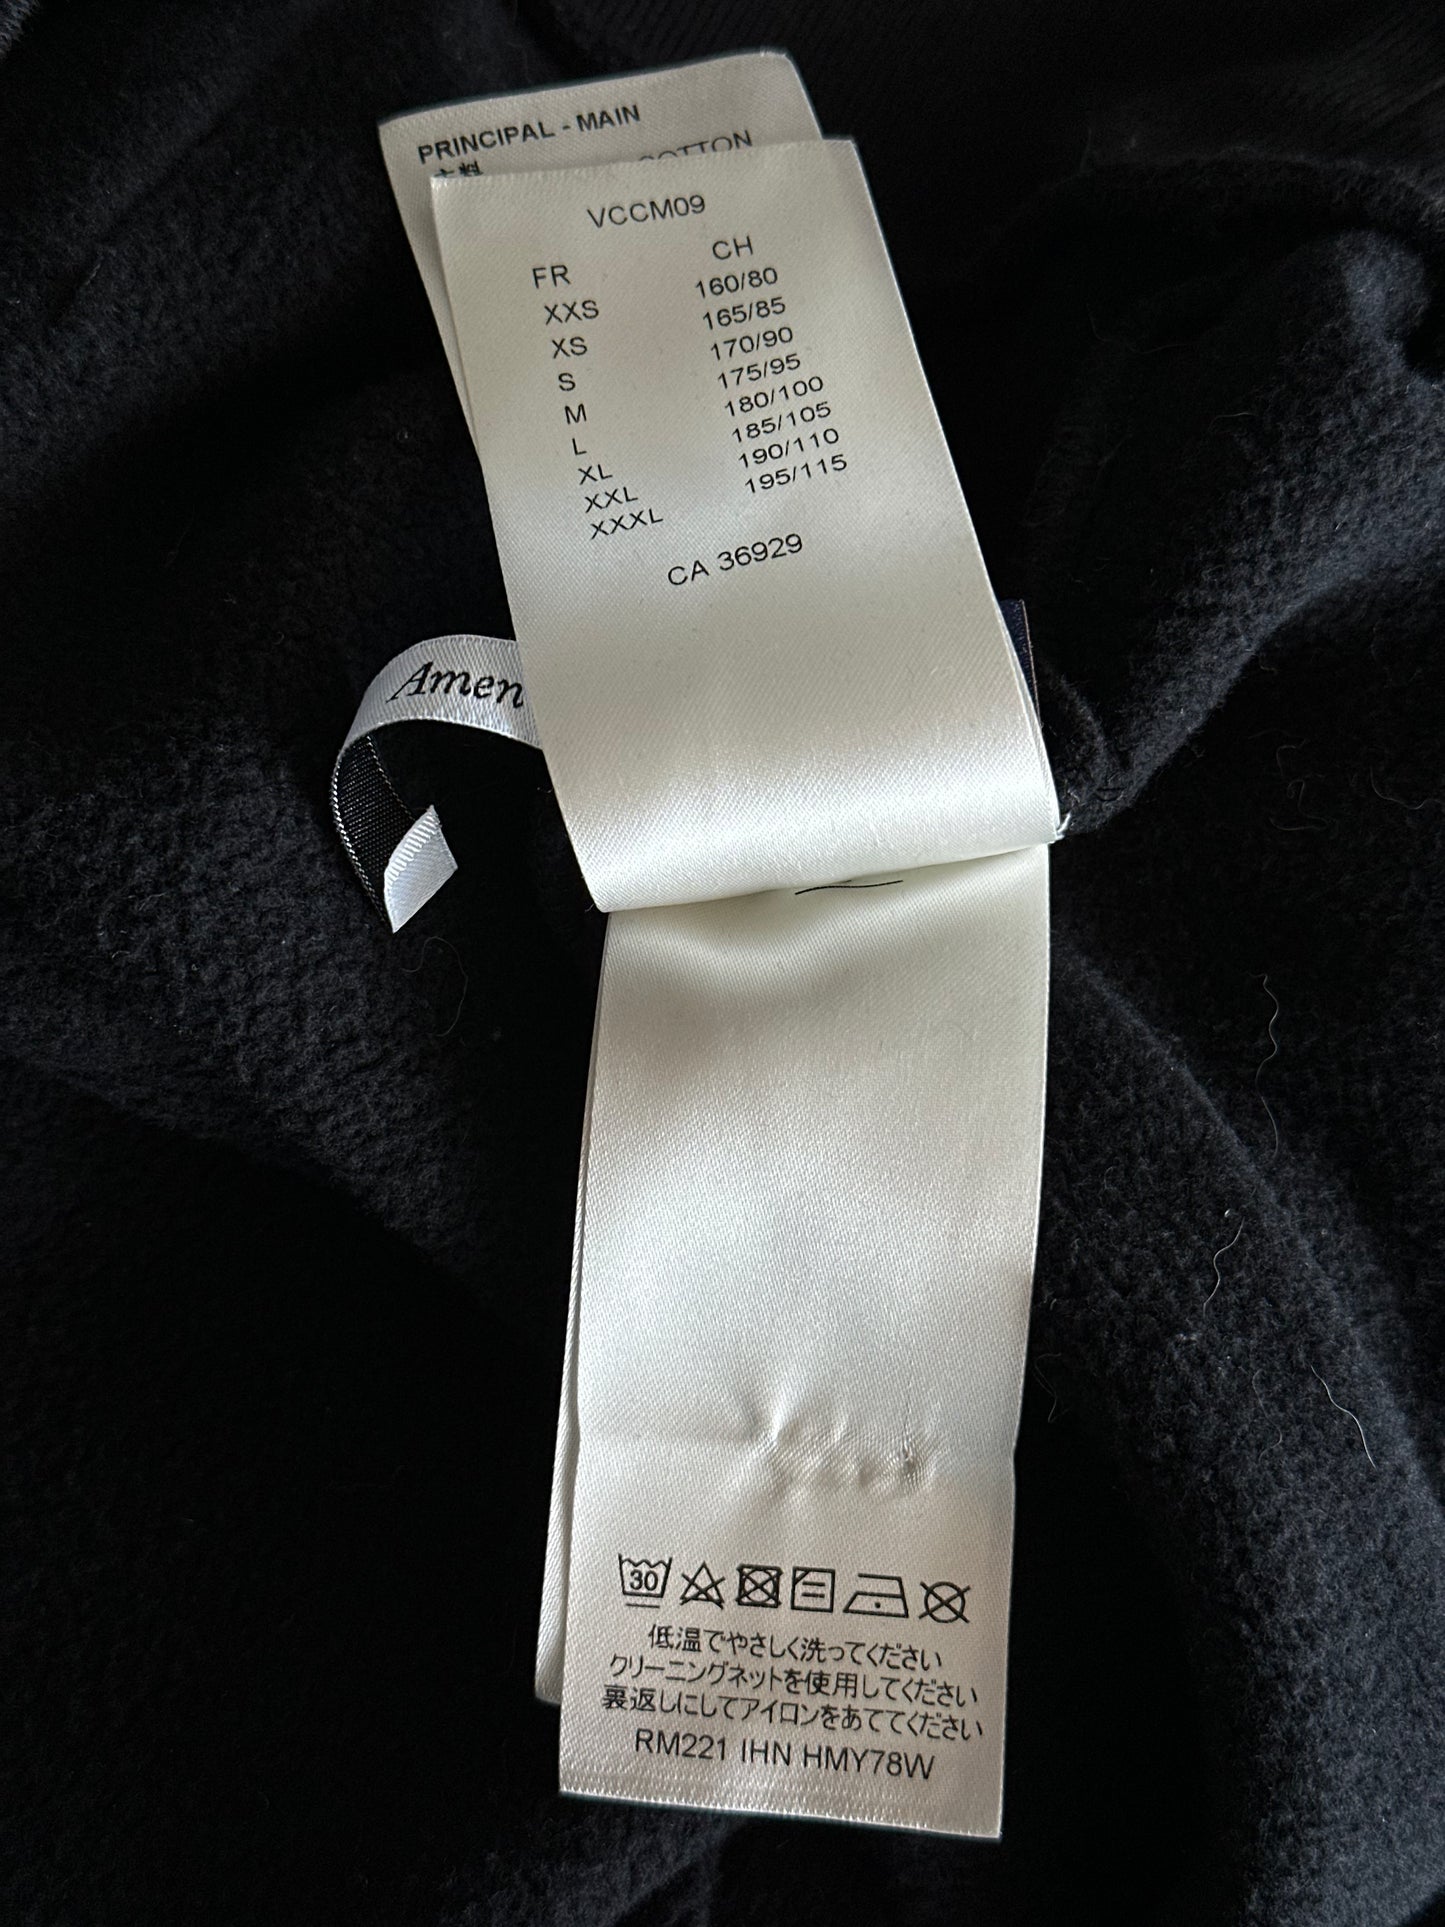 PRINCIPAL - MAIN
主料 COTTON
VCCM09
FR CH
XXS 160/80
XS 165/85
S 170/90
M 175/95
L 180/100
XL 185/105
XXL 190/110
XXXL 195/115
CA 36929
Amen
30
低温でやさしく洗ってください
クリーニングネットを使用してください
裏返しにしてアイロンをあててください
RM221 IHN HMY78W